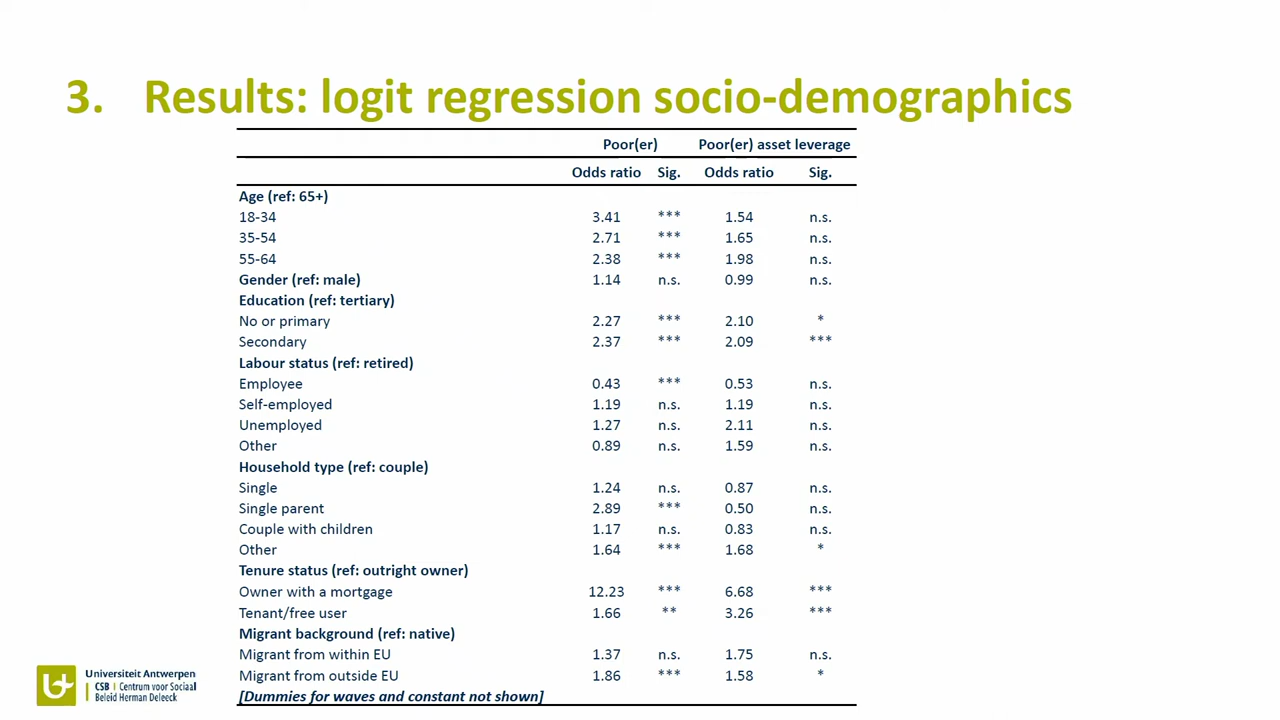 3. Results: logit regression socio-demographics
Poor(er) Poor(er) asset leverage
Odds ratio Sig. Odds ratio Sig.
Age (ref: 65+)
18-34 3.41 *** 1.54 n.s.
35-54 2.71 *** 1.65 n.s.
55-64 2.38 *** 1.98 n.s.
Gender (ref: male) 1.14 n.s. 0.99 n.s.
Education (ref: tertiary)
No or primary 2.27 *** 2.10 *
Secondary 2.37 *** 2.09 ***
Labour status (ref: retired)
Employee 0.43 *** 0.53 n.s.
Self-employed 1.19 n.s. 1.19 n.s.
Unemployed 1.27 n.s. 2.11 n.s.
Other 0.89 n.s. 1.59 n.s.
Household type (ref: couple)
Single 1.24 n.s. 0.87 n.s.
Single parent 2.89 *** 0.50 n.s.
Couple with children 1.17 n.s. 0.83 n.s.
Other 1.64 *** 1.68 *
Tenure status (ref: outright owner)
Owner with a mortgage 12.23 *** 6.68 ***
Tenant/free user 1.66 ** 3.26 ***
Migrant background (ref: native)
Migrant from within EU 1.37 n.s. 1.75 n.s.
Migrant from outside EU 1.86 *** 1.58 *
[Dummies for waves and constant not shown]
Universiteit Antwerpen
CSB | Centrum voor Sociaal
Beleid Herman Deleeck